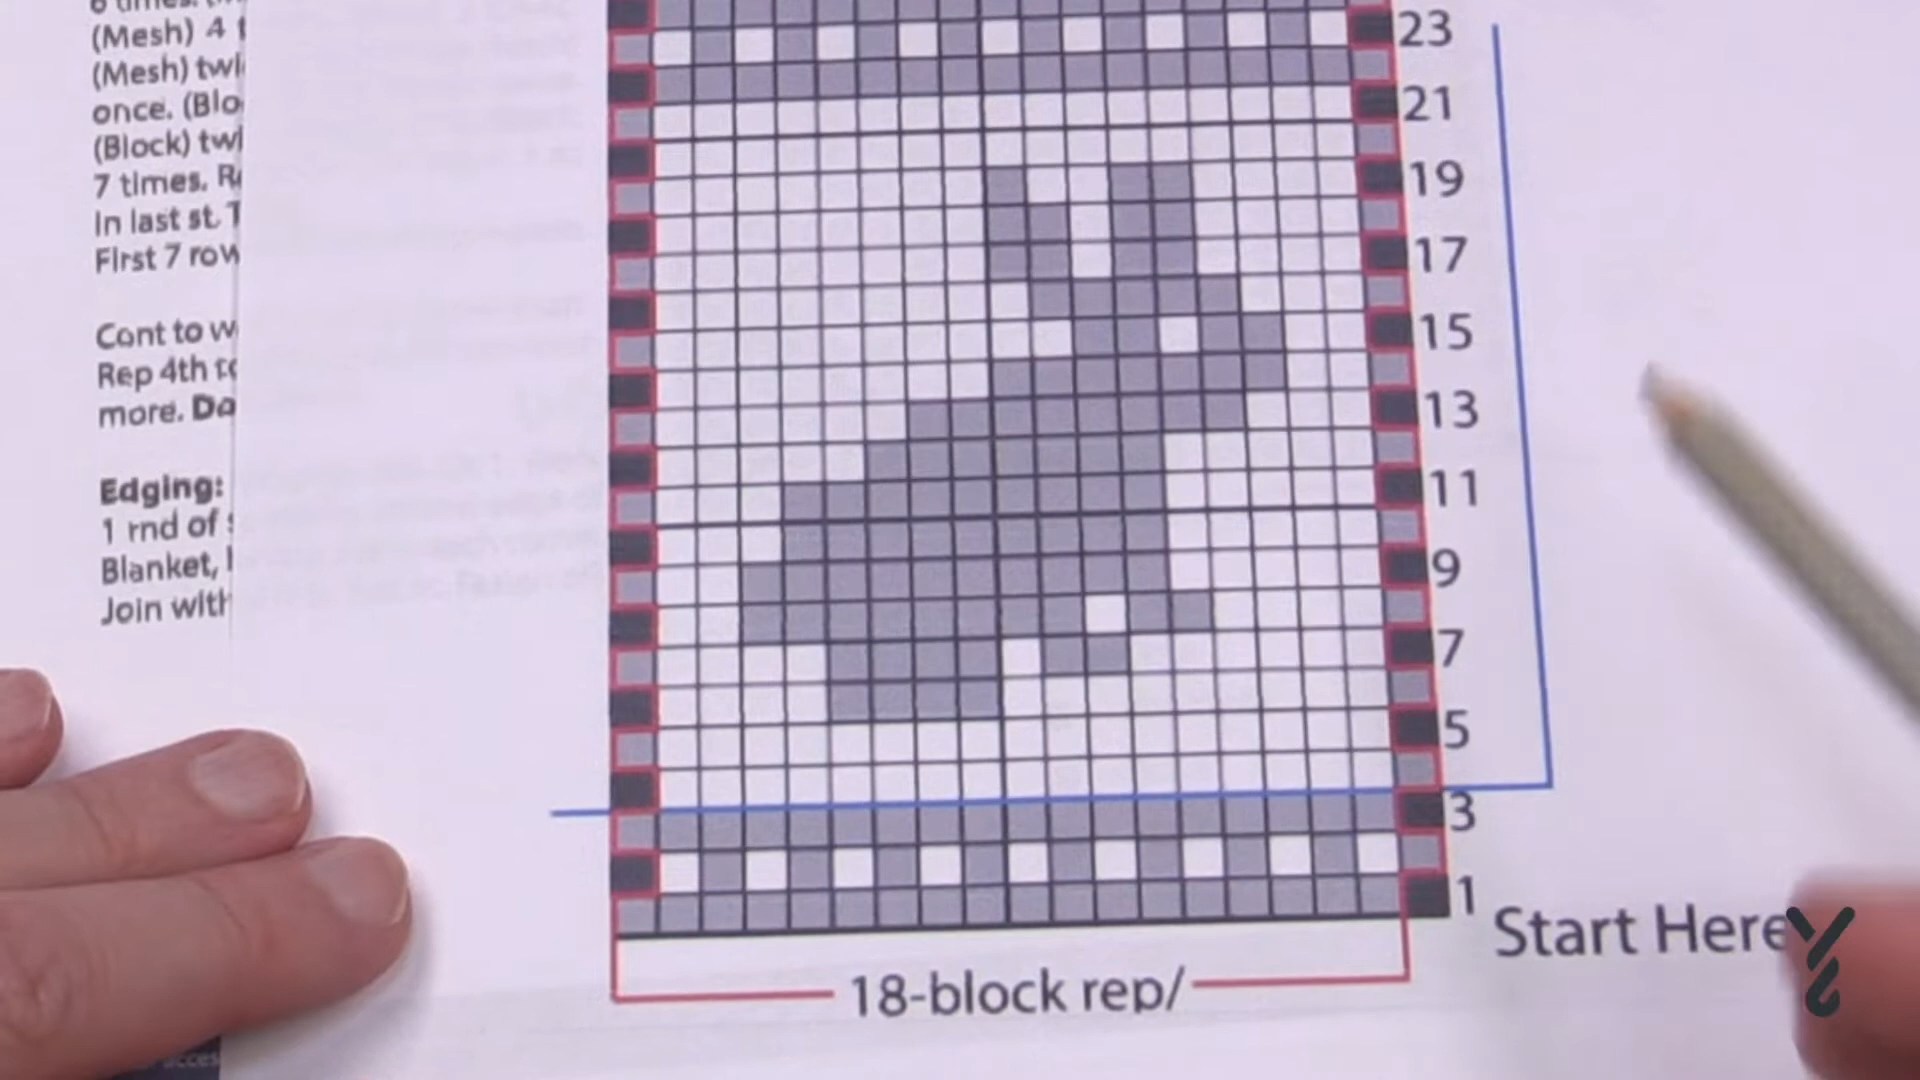 (Mesh) 4
(Mesh) twi
once. (Blo
(Block) twi
7 times. R
In last st. T
First 7 row
Cont to w
Rep 4th to
more. Do
Edging:
1 rnd of s
Blanket,
Join with
23
21
19
17
15
13
11
9
7
5
3
1
Start Here
18-block rep/